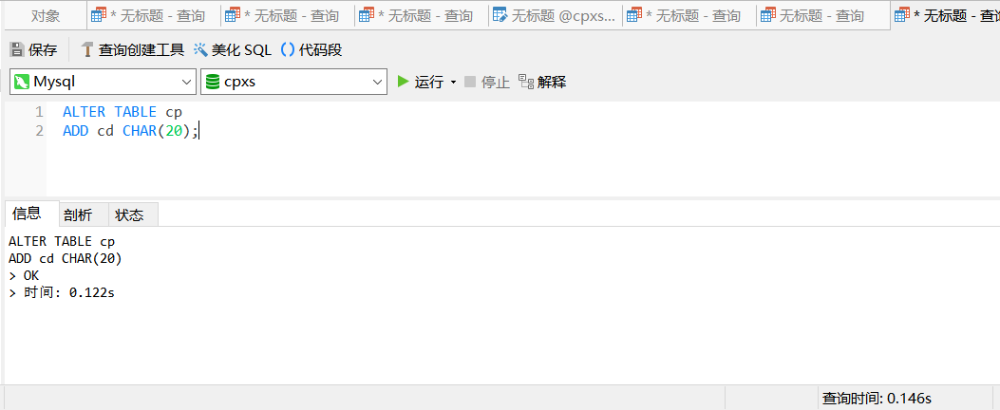 对象 * 无标题 - 查询 * 无标题 - 查询 * 无标题 - 查询 无标题 @cpxs... * 无标题 - 查询 无标题 - 查询 * 无标题 - 查询
保存 查询创建工具 美化 SQL () 代码段
Mysql cpxs 运行 停止 解释
1 ALTER TABLE cp
2 ADD cd CHAR(20);
信息 剖析 状态
ALTER TABLE cp
ADD cd CHAR(20)
> OK
> 时间: 0.122s
查询时间: 0.146s